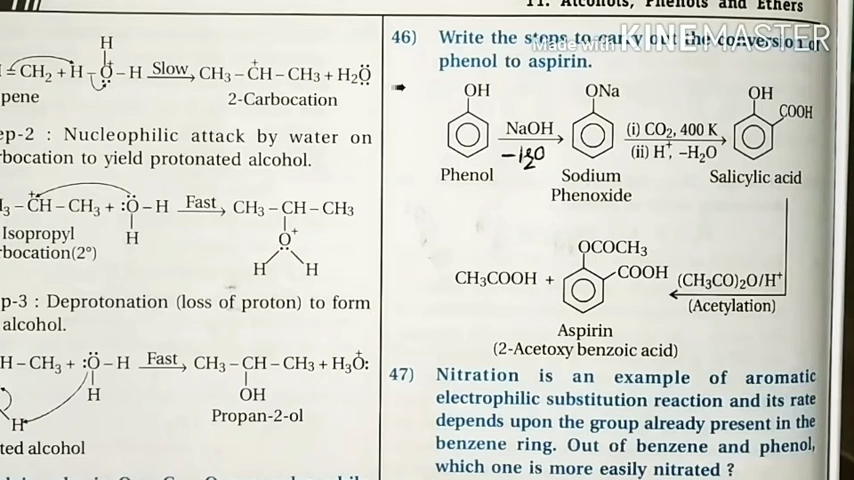 11. Alcohols, Phenols and Ethers
Made with KINEMASTER
H
=CH2 + H – O+ – H Slow CH3 – C+H – CH3 + H2O
pene 2-Carbocation
ep-2 : Nucleophilic attack by water on
rbocation to yield protonated alcohol.
3 – C+H – CH3 + :O – H Fast CH3 – CH – CH3
H O+
Isopropyl
rbocation(2°) H H
p-3 : Deprotonation (loss of proton) to form
alcohol.
H – CH3 + :O – H Fast CH3 – CH – CH3 + H3O+:
H OH
H Propan-2-ol
ted alcohol
46) Write the steps to carry out the conversion of
phenol to aspirin.
OH ONa OH
COOH
NaOH (i) CO2, 400 K
–H2O (ii) H+, –H2O
Phenol Sodium Salicylic acid
Phenoxide
OCOCH3
CH3COOH + COOH (CH3CO)2O/H+
(Acetylation)
Aspirin
(2-Acetoxy benzoic acid)
47) Nitration is an example of aromatic
electrophilic substitution reaction and its rate
depends upon the group already present in the
benzene ring. Out of benzene and phenol,
which one is more easily nitrated ?